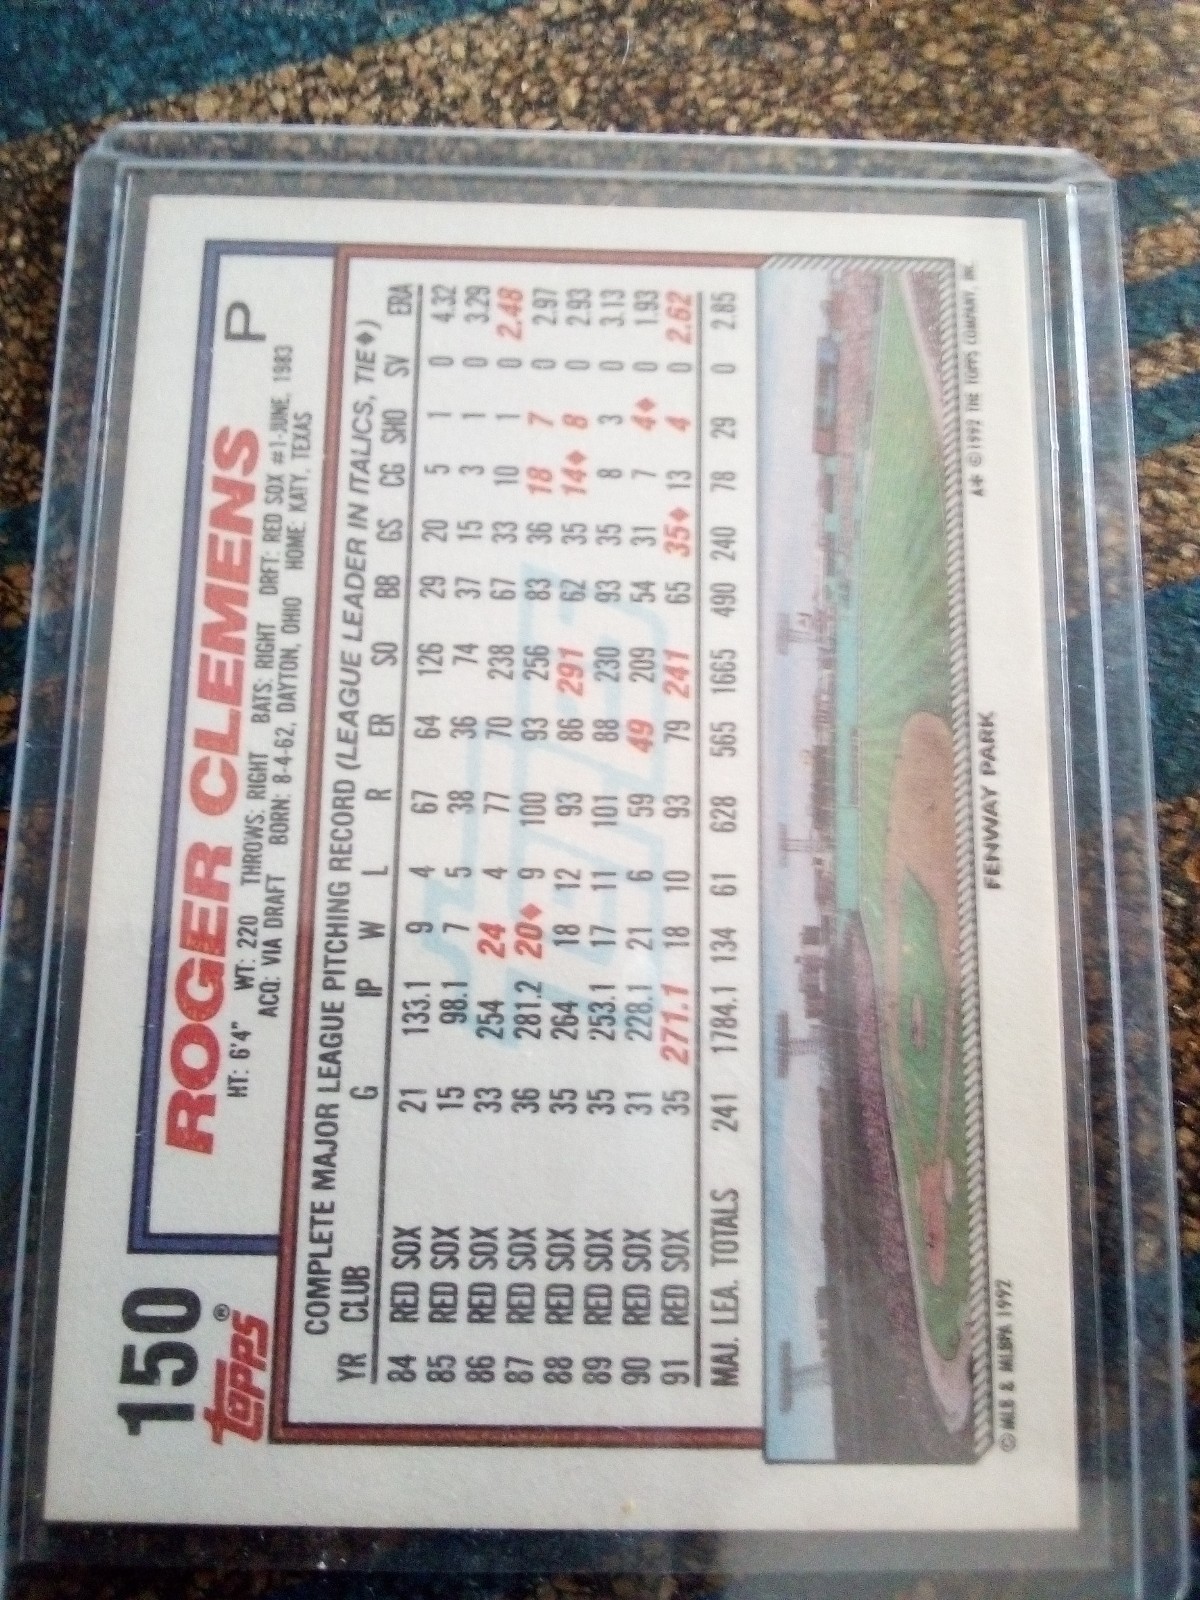 150
Topps®
ROGER CLEMENS P
HT: 6'4" WT: 220 THROWS: RIGHT BATS: RIGHT DRFT: RED SOX #1-JUNE, 1983
ACQ: VIA DRAFT BORN: 8-4-62, DAYTON, OHIO HOME: KATY, TEXAS
COMPLETE MAJOR LEAGUE PITCHING RECORD (LEAGUE LEADER IN ITALICS, TIE♦)
YR CLUB G IP W L R ER SO BB GS CG SHO SV ERA
84 RED SOX 21 133.1 9 4 67 64 126 29 20 5 1 0 4.32
85 RED SOX 15 98.1 7 5 38 36 74 37 15 3 1 0 3.29
86 RED SOX 33 254 24 4 77 70 238 67 33 10 1 0 2.48
87 RED SOX 36 281.2 20♦ 9 100 93 256 83 36 18 7 0 2.97
88 RED SOX 35 264 18 12 93 86 291 62 35 14♦ 8 0 2.93
89 RED SOX 35 253.1 17 11 101 88 230 93 35 8 3 0 3.13
90 RED SOX 31 228.1 21 6 59 49 209 54 31 7 4♦ 0 1.93
91 RED SOX 35 271.1 18 10 93 79 241 65 35♦ 13 4 0 2.62
MAJ. LEA. TOTALS 241 1784.1 134 61 628 565 1665 490 240 78 29 0 2.85
© MLB & MLBPA 1992 FENWAY PARK A✢ © 1992 THE TOPPS COMPANY, INC.